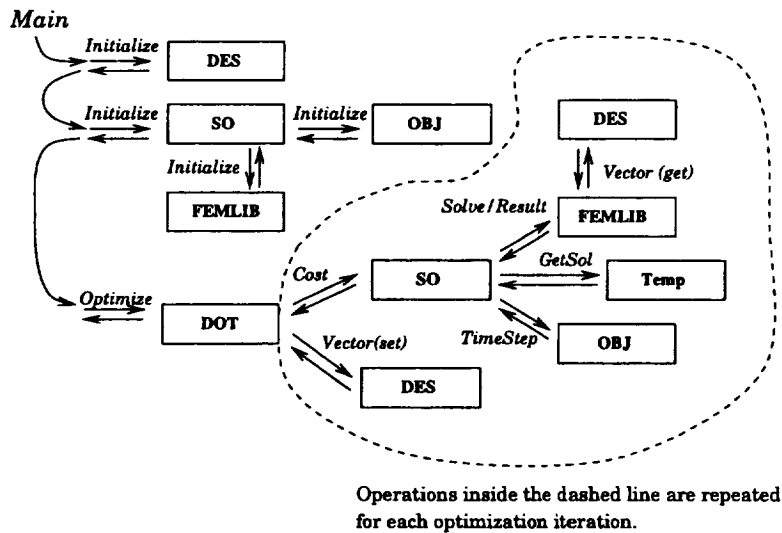 Main
Initialize
DES
Initialize
SO
Initialize
OBJ
Initialize
FEMLIB
DES
Vector (get)
Solve/Result
FEMLIB
Cost
SO
GetSol
Temp
Optimize
DOT
TimeStep
OBJ
Vector(set)
DES
Operations inside the dashed line are repeated
for each optimization iteration.